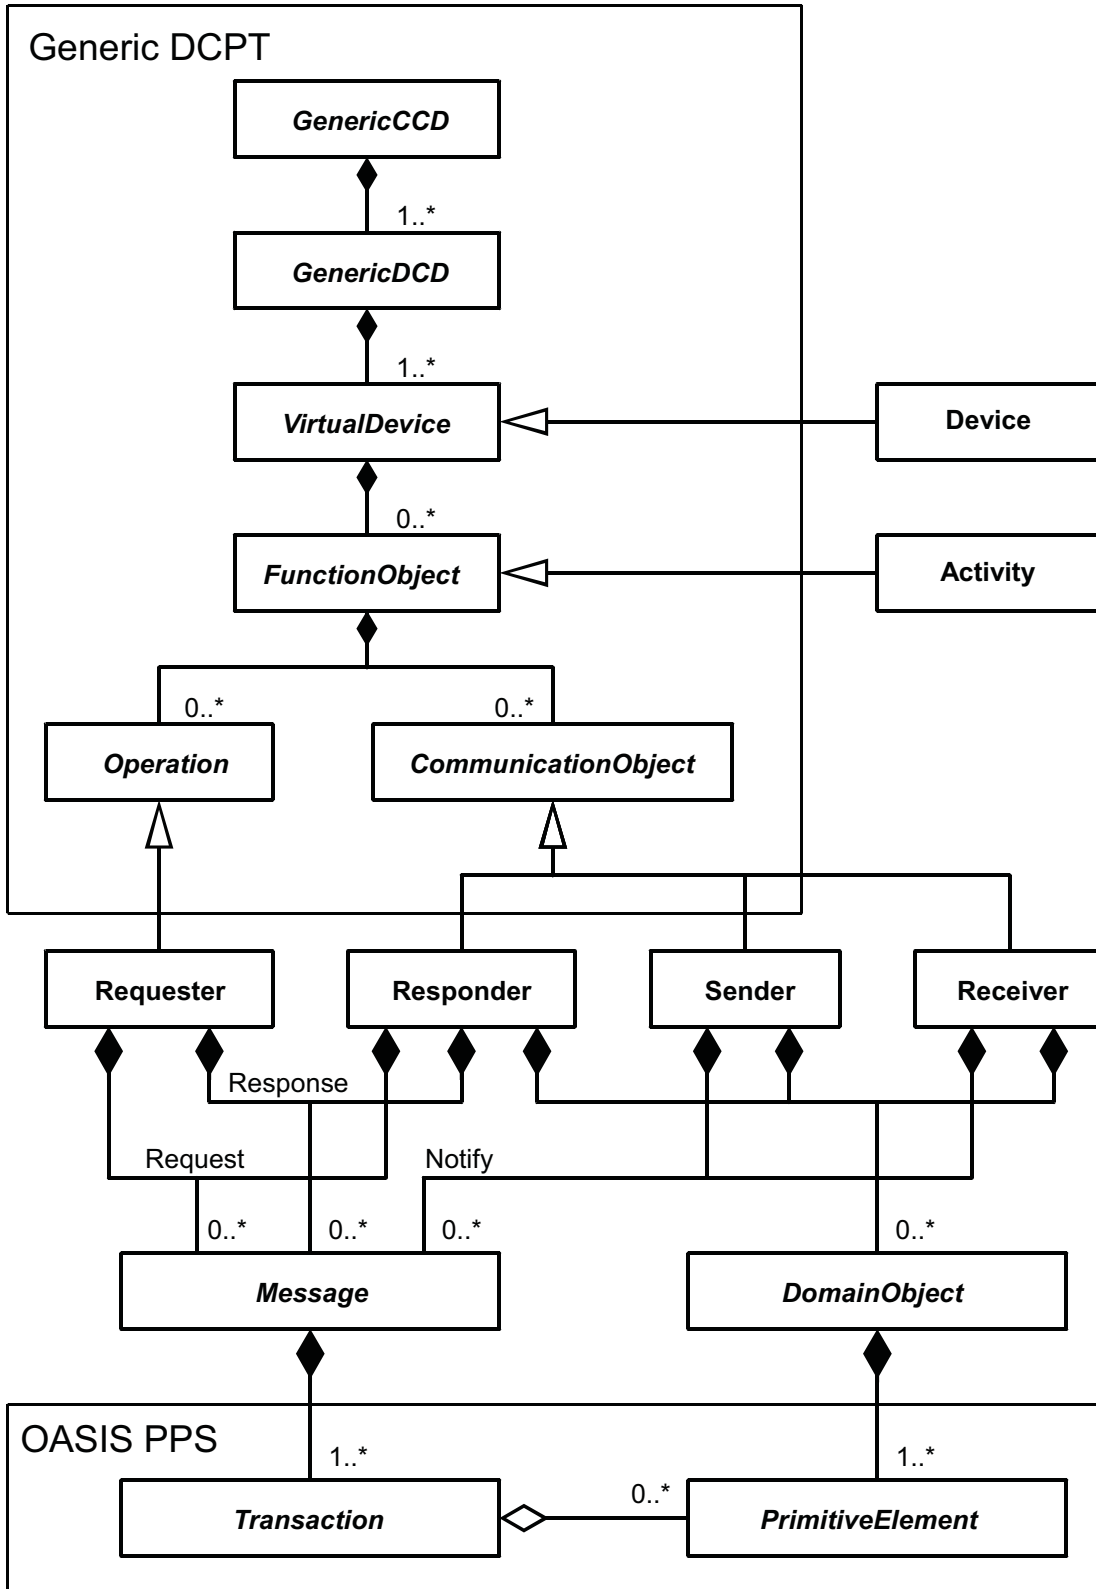 Generic DCPT
GenericCCD
1..*
GenericDCD
1..*
VirtualDevice
Device
0..*
FunctionObject
Activity
0..*
0..*
Operation
CommunicationObject
Requester
Responder
Sender
Receiver
Response
Request
Notify
0..*
0..*
0..*
0..*
Message
DomainObject
OASIS PPS
1..*
1..*
0..*
Transaction
PrimitiveElement